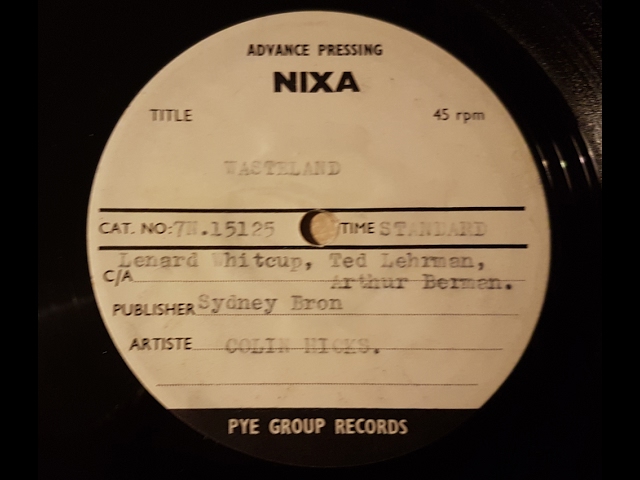 ADVANCE PRESSING
NIXA
TITLE 45 rpm
WASTELAND
CAT. NO: 7N.15125 TIME STANDARD
Lenard Whitcup, Ted Lehrman,
C/A Arthur Berman.
PUBLISHER Sydney Bron
ARTISTE COLIN HICKS.
PYE GROUP RECORDS